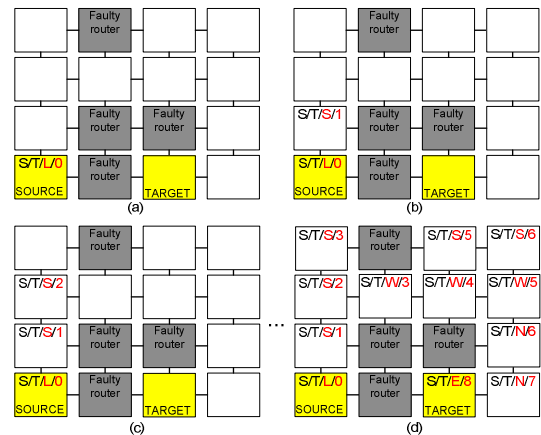 Faulty
router
Faulty
router
Faulty
router
S/T/L/0
SOURCE
Faulty
router
TARGET
(a)
Faulty
router
S/T/S/1
Faulty
router
Faulty
router
S/T/L/0
SOURCE
Faulty
router
TARGET
(b)
Faulty
router
S/T/S/2
S/T/S/1
Faulty
router
Faulty
router
S/T/L/0
SOURCE
Faulty
router
TARGET
(c)
...
S/T/S/3
Faulty
router
S/T/S/5
S/T/S/6
S/T/S/2
S/T/W/3
S/T/W/4
S/T/W/5
S/T/S/1
Faulty
router
Faulty
router
S/T/N/6
S/T/L/0
SOURCE
Faulty
router
S/T/E/8
TARGET
S/T/N/7
(d)